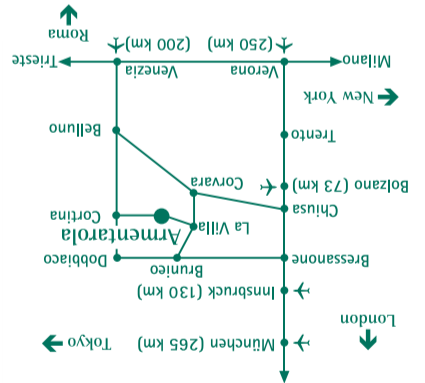 München (265 km)
Tokyo
London
Innsbruck (130 km)
Brunieo
Bressanone
Dobbiaco
Armentarola
La Villa
Cortina
Chiusa
Bolzano (73 km)
Corvara
Trento
Belluno
New York
Verona
Venezia
Milano
Trieste
(250 km)
(200 km)
Roma